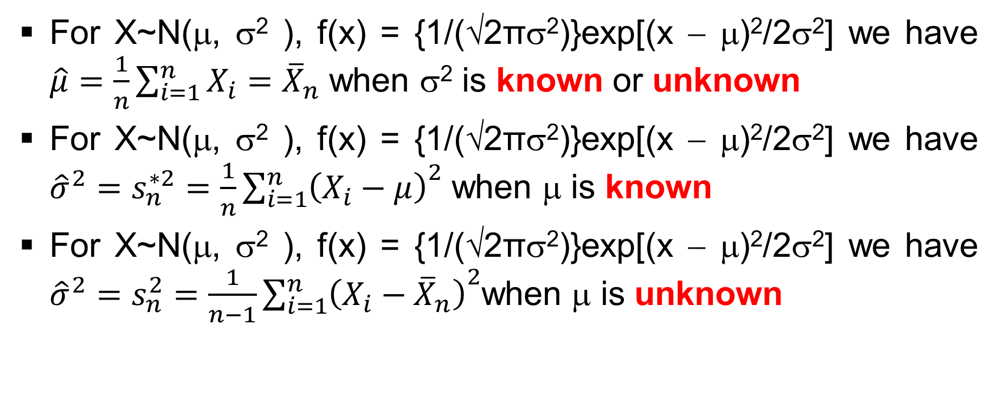 ▪ For X~N(μ, σ² ), f(x) = {1/(√2πσ²)}exp[(x – μ)²/2σ²] we have
$\hat{\mu} = \frac{1}{n}\sum_{i=1}^{n} X_i = \bar{X}_n$ when σ² is known or unknown
▪ For X~N(μ, σ² ), f(x) = {1/(√2πσ²)}exp[(x – μ)²/2σ²] we have
$\hat{\sigma}^2 = s_n^{*2} = \frac{1}{n}\sum_{i=1}^{n}(X_i - \mu)^2$ when μ is known
▪ For X~N(μ, σ² ), f(x) = {1/(√2πσ²)}exp[(x – μ)²/2σ²] we have
$\hat{\sigma}^2 = s_n^2 = \frac{1}{n-1}\sum_{i=1}^{n}(X_i - \bar{X}_n)^2$when μ is unknown